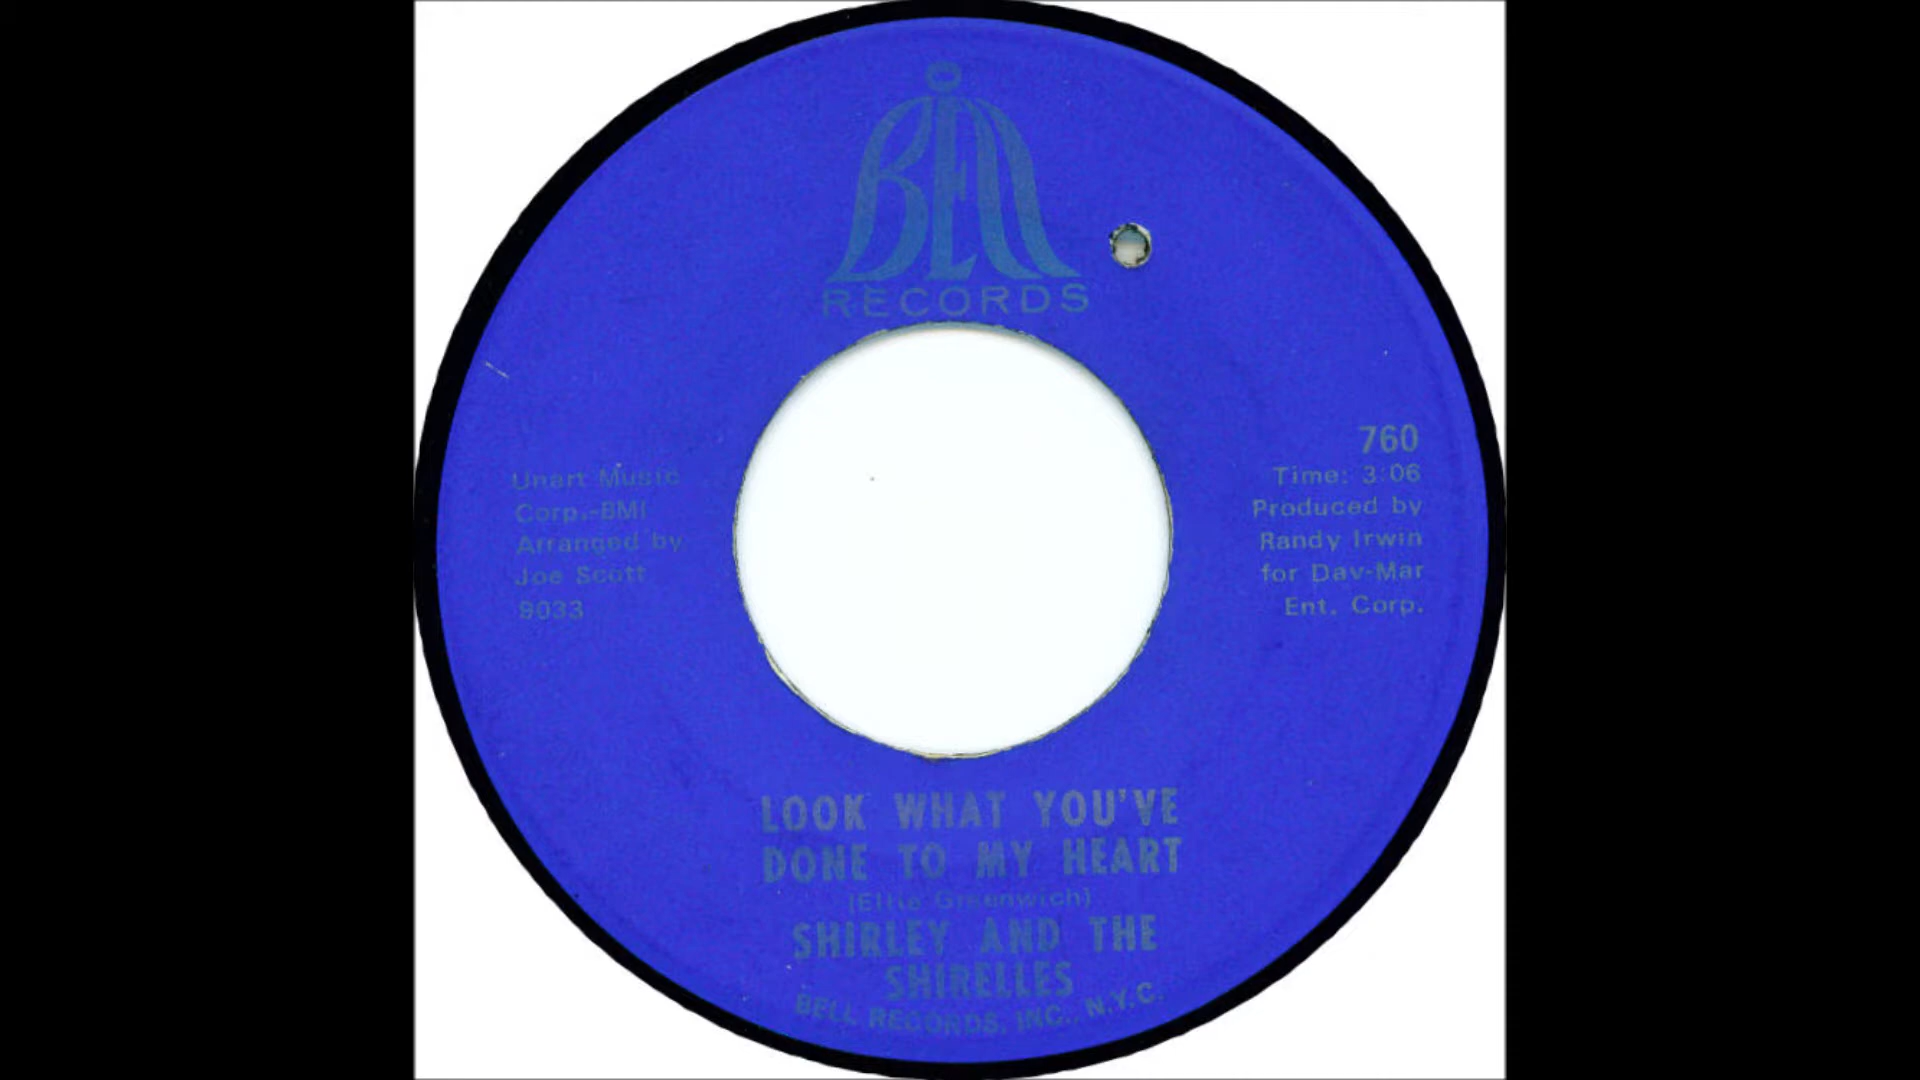 BELL
RECORDS
Unart Music
Corp.-BMI
Arranged by
Joe Scott
9033
760
Time: 3:06
Produced by
Randy Irwin
for Dav-Mar
Ent. Corp.
LOOK WHAT YOU'VE
DONE TO MY HEART
(Ellie Greenwich)
SHIRLEY AND THE
SHIRELLES
BELL RECORDS, INC., N.Y.C.